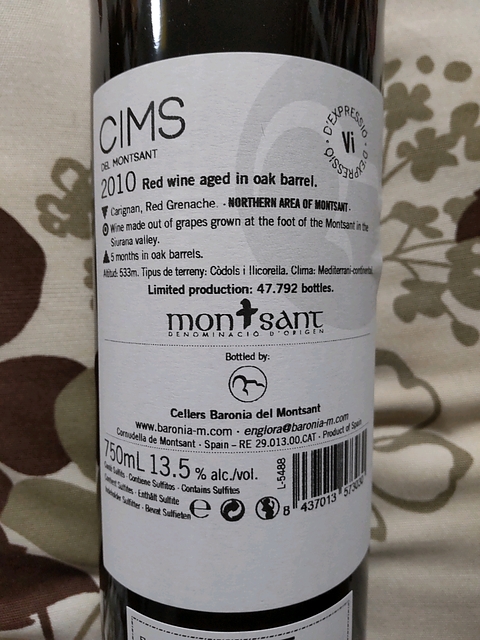 CIMS
DEL MONTSANT
D'EXPRESSIÓ · D'EXPRESSIÓ ·
Vi
2010 Red wine aged in oak barrel.
Carignan, Red Grenache. · NORTHERN AREA OF MONTSANT ·
Wine made out of grapes grown at the foot of the Montsant in the
Siurana valley.
5 months in oak barrels.
Altitud: 533m. Tipus de terreny: Còdols i llicorella. Clima: Mediterrani-continental.
Limited production: 47.792 bottles.
montsant
DENOMINACIÓ D'ORIGEN
Bottled by:
Cellers Baronia del Montsant
www.baronia-m.com · englora@baronia-m.com
Cornudella de Montsant · Spain – RE 29.013.00.CAT · Product of Spain
750mL 13.5 % alc./vol.
Sulfits · Contiene Sulfitos · Contains Sulfites
Sulfites · Enthält Sulfite
Sulfitter · Bevat Sulfieten
e
L-5488
8 437013 573030